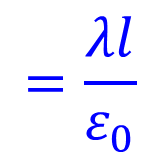 = λl / ε₀